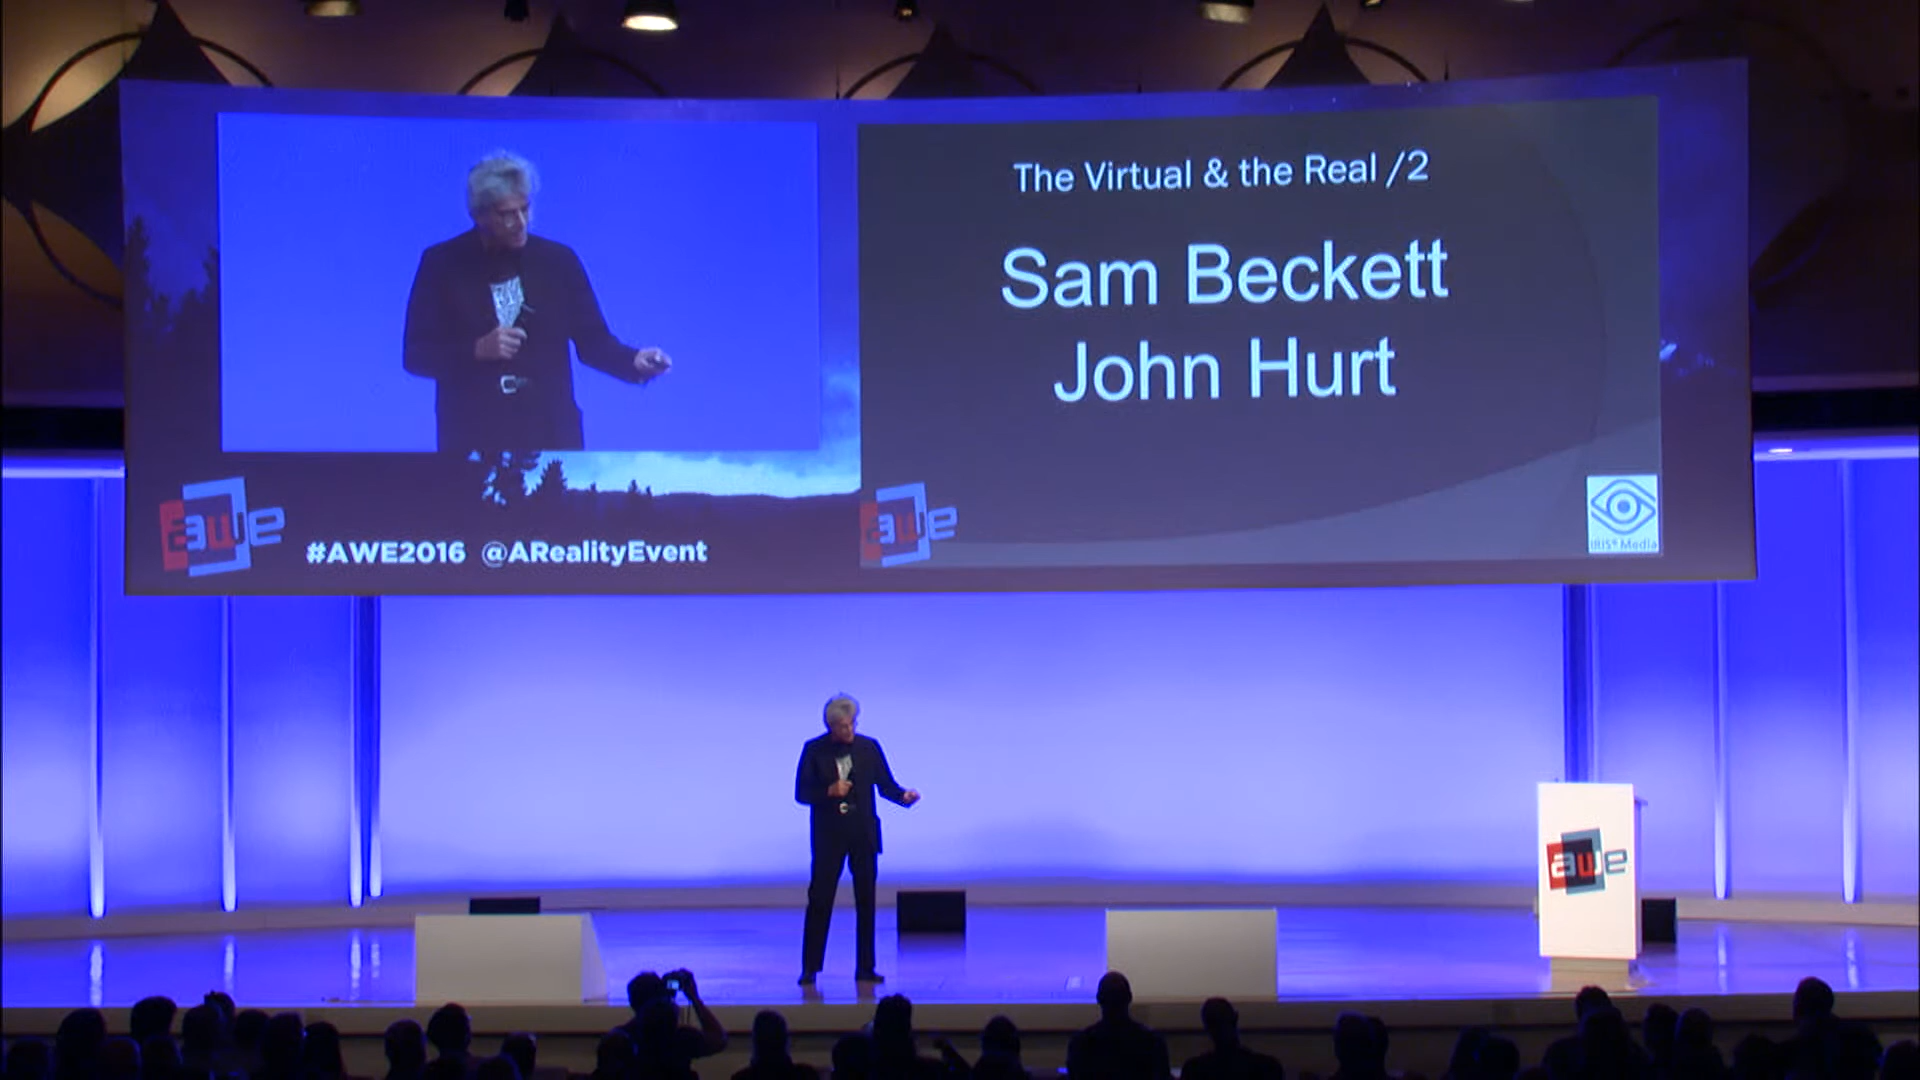 The Virtual & the Real /2
Sam Beckett
John Hurt
awe
#AWE2016 @ARealityEvent
awe
IRIS® Media
awe